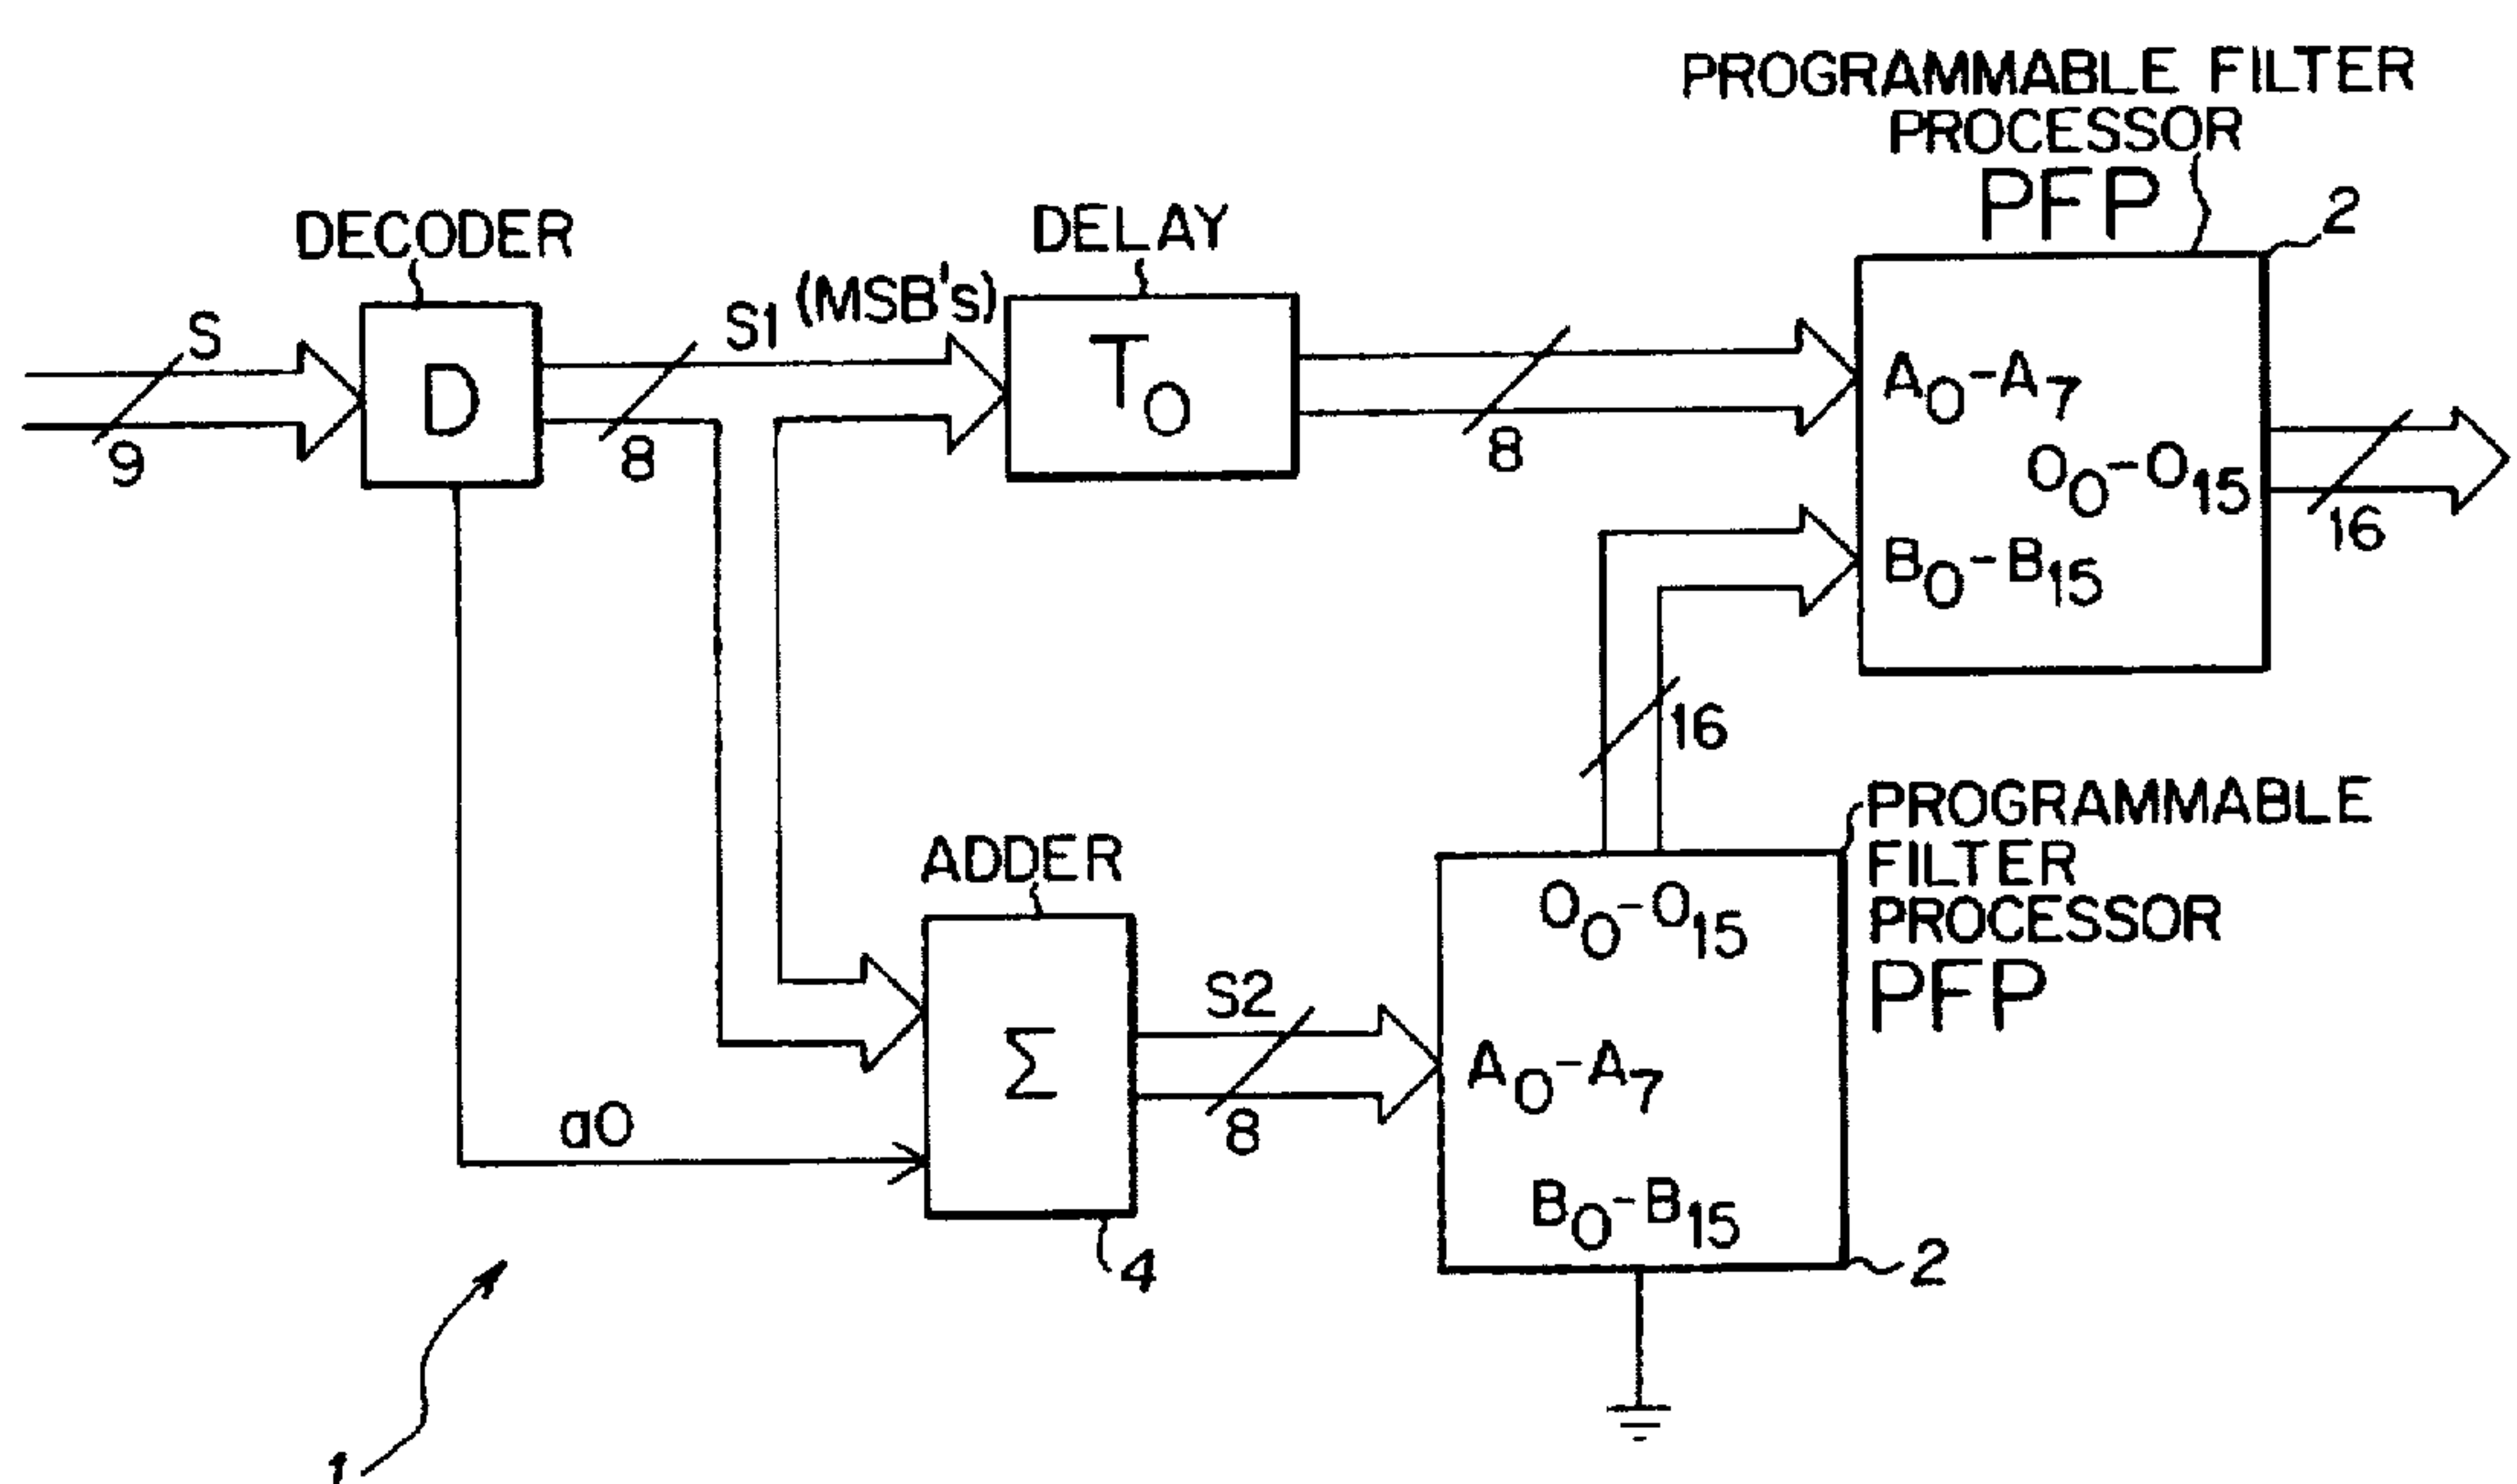 PROGRAMMABLE FILTER
PROCESSOR
PFP
2
DECODER
DELAY
S
S1 (MSB's)
D
T0
9
8
8
A0-A7
O0-O15
B0-B15
16
16
PROGRAMMABLE
FILTER
PROCESSOR
PFP
ADDER
O0-O15
S2
Σ
A0-A7
8
a0
B0-B15
4
2
1